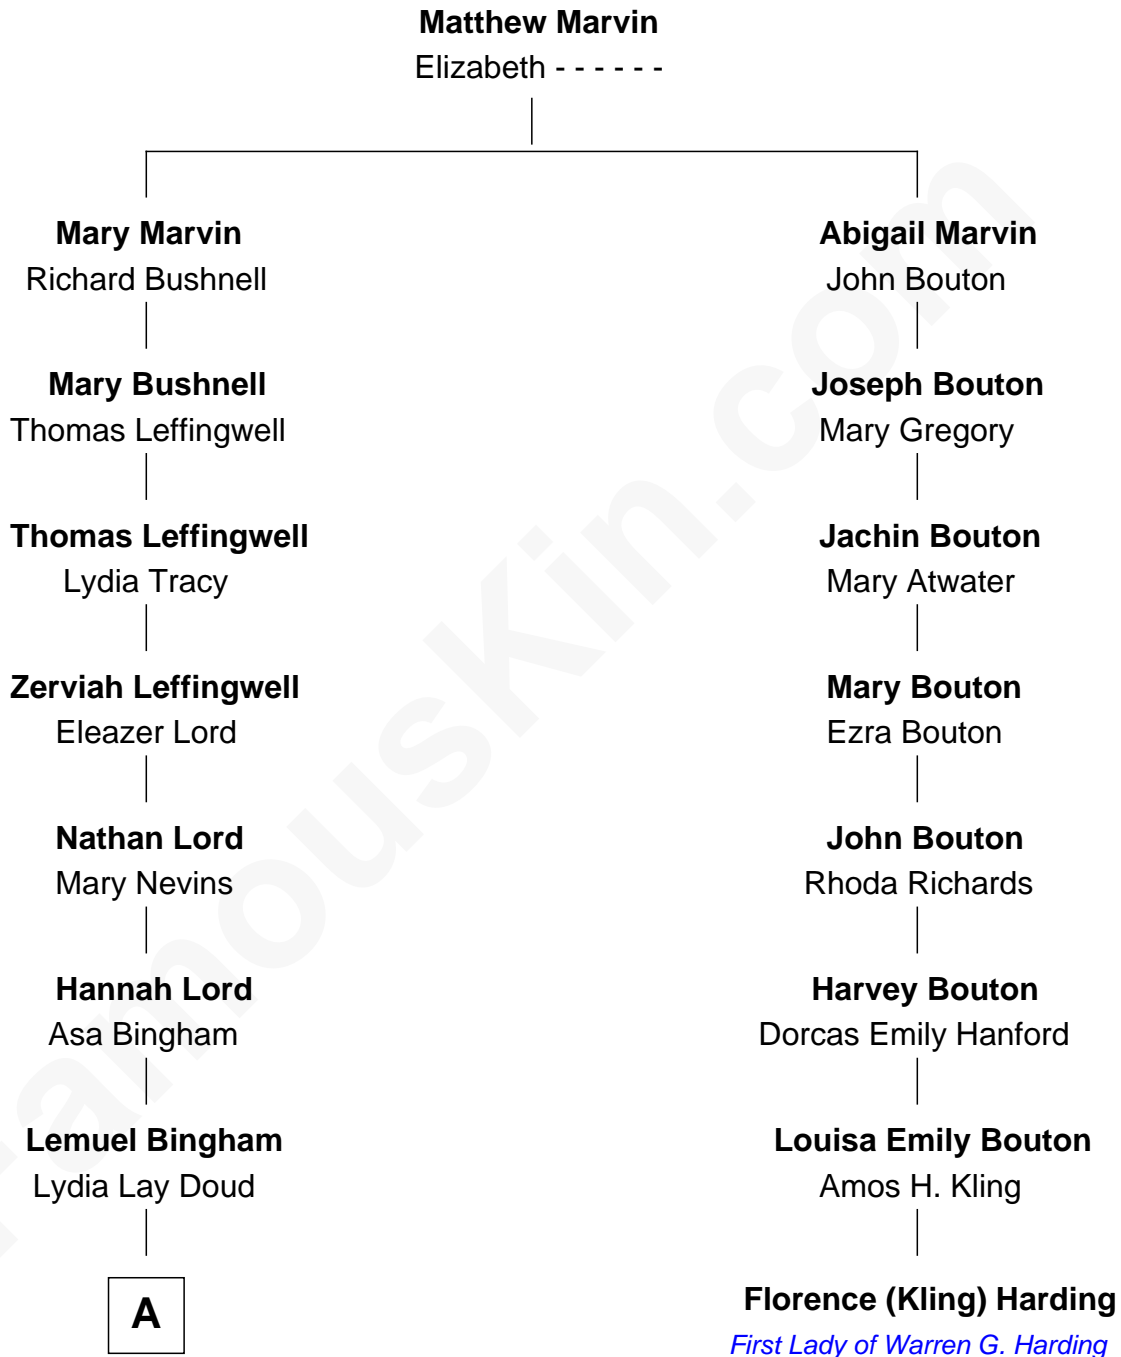 Matthew Marvin
Elizabeth - - - - - -
Mary Marvin
Richard Bushnell
Abigail Marvin
John Bouton
Mary Bushnell
Thomas Leffingwell
Joseph Bouton
Mary Gregory
Thomas Leffingwell
Lydia Tracy
Jachin Bouton
Mary Atwater
Zerviah Leffingwell
Eleazer Lord
Mary Bouton
Ezra Bouton
Nathan Lord
Mary Nevins
John Bouton
Rhoda Richards
Hannah Lord
Asa Bingham
Harvey Bouton
Dorcas Emily Hanford
Lemuel Bingham
Lydia Lay Doud
Louisa Emily Bouton
Amos H. Kling
A
Florence (Kling) Harding
First Lady of Warren G. Harding
FamousKin.com